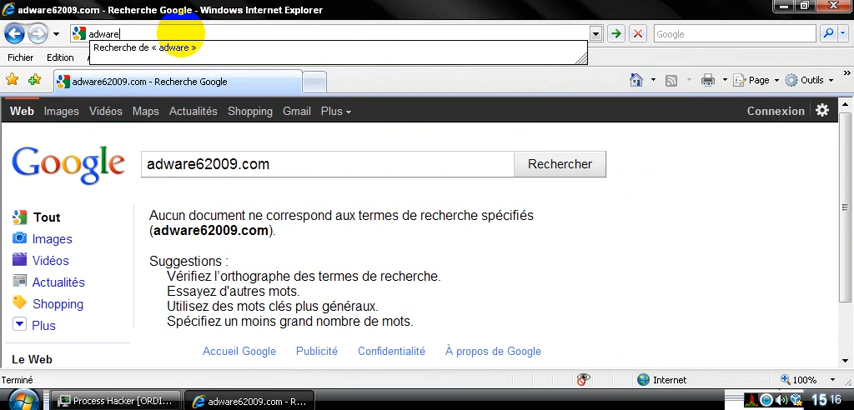 adware62009.com - Recherche Google - Windows Internet Explorer
adware
Google
Recherche de « adware »
Fichier Edition
adware62009.com - Recherche Google
Page Outils
Web Images Vidéos Maps Actualités Shopping Gmail Plus Connexion
Google
adware62009.com
Rechercher
Tout
Images
Vidéos
Actualités
Shopping
Plus
Le Web
Aucun document ne correspond aux termes de recherche spécifiés
(adware62009.com).
Suggestions :
Vérifiez l'orthographe des termes de recherche.
Essayez d'autres mots.
Utilisez des mots clés plus généraux.
Spécifiez un moins grand nombre de mots.
Accueil Google Publicité Confidentialité À propos de Google
Terminé Internet 100%
Process Hacker [ORDI... adware62009.com - R... 15 16